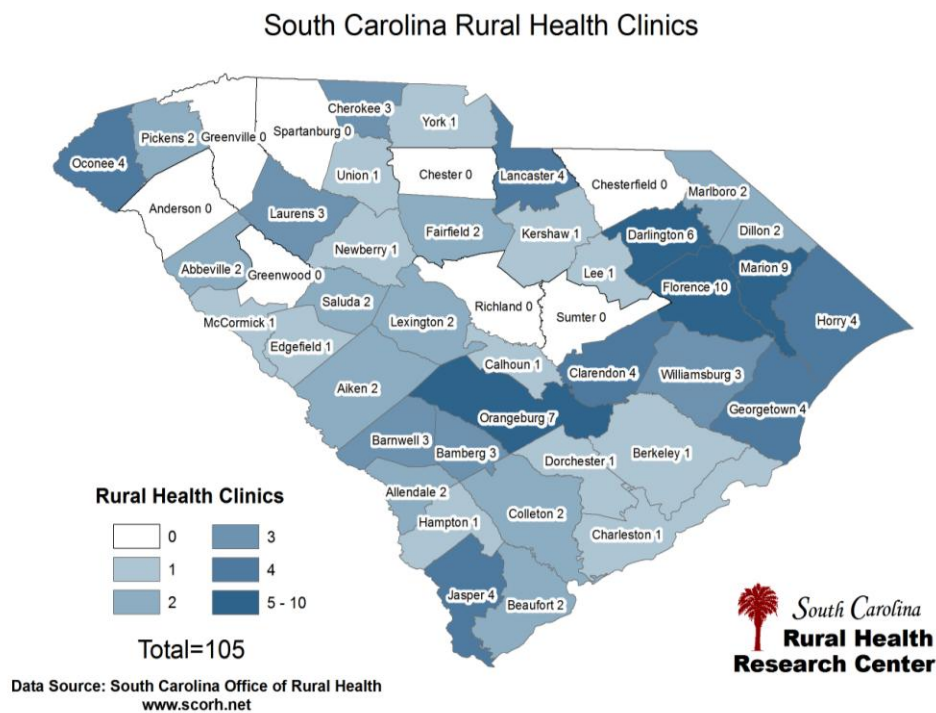 South Carolina Rural Health Clinics
Cherokee 3
York 1
Pickens 2
Greenville 0
Spartanburg 0
Oconee 4
Union 1
Chester 0
Lancaster 4
Chesterfield 0
Marlboro 2
Anderson 0
Laurens 3
Fairfield 2
Kershaw 1
Darlington 6
Dillon 2
Newberry 1
Abbeville 2
Greenwood 0
Lee 1
Marion 9
Florence 10
Saluda 2
Richland 0
Sumter 0
Horry 4
McCormick 1
Lexington 2
Edgefield 1
Calhoun 1
Clarendon 4
Williamsburg 3
Aiken 2
Georgetown 4
Orangeburg 7
Barnwell 3
Bamberg 3
Dorchester 1
Berkeley 1
Allendale 2
Hampton 1
Colleton 2
Charleston 1
Jasper 4
Beaufort 2
Rural Health Clinics
0
3
1
4
2
5 - 10
Total=105
Data Source: South Carolina Office of Rural Health
www.scorh.net
South Carolina
Rural Health
Research Center